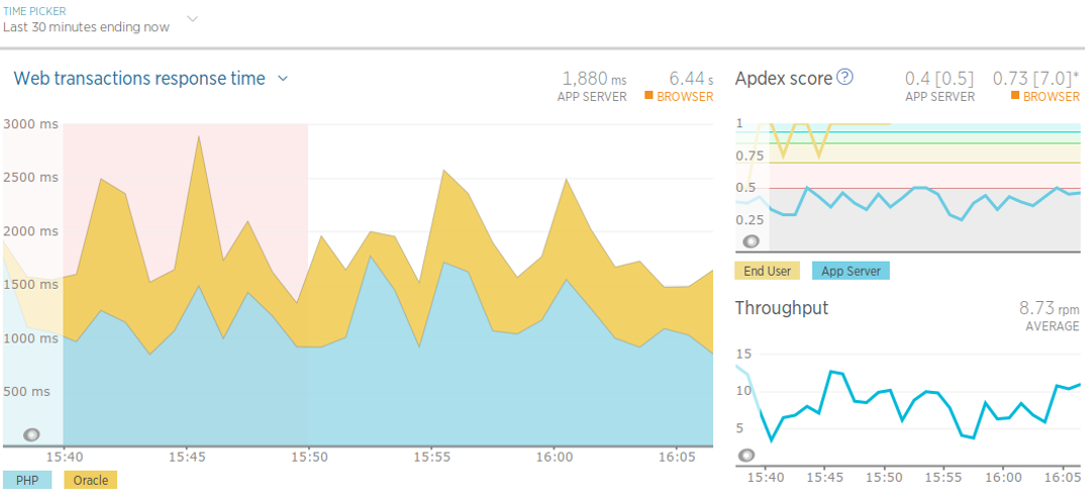 TIME PICKER
Last 30 minutes ending now
Web transactions response time
1,880 ms
APP SERVER
6.44 s
BROWSER
3000 ms
2500 ms
2000 ms
1500 ms
1000 ms
500 ms
15:40 15:45 15:50 15:55 16:00 16:05
PHP Oracle
Apdex score ?
0.4 [0.5]
APP SERVER
0.73 [7.0]*
BROWSER
1
0.75
0.5
0.25
End User App Server
Throughput
8.73 rpm
AVERAGE
15
10
5
15:40 15:45 15:50 15:55 16:00 16:05